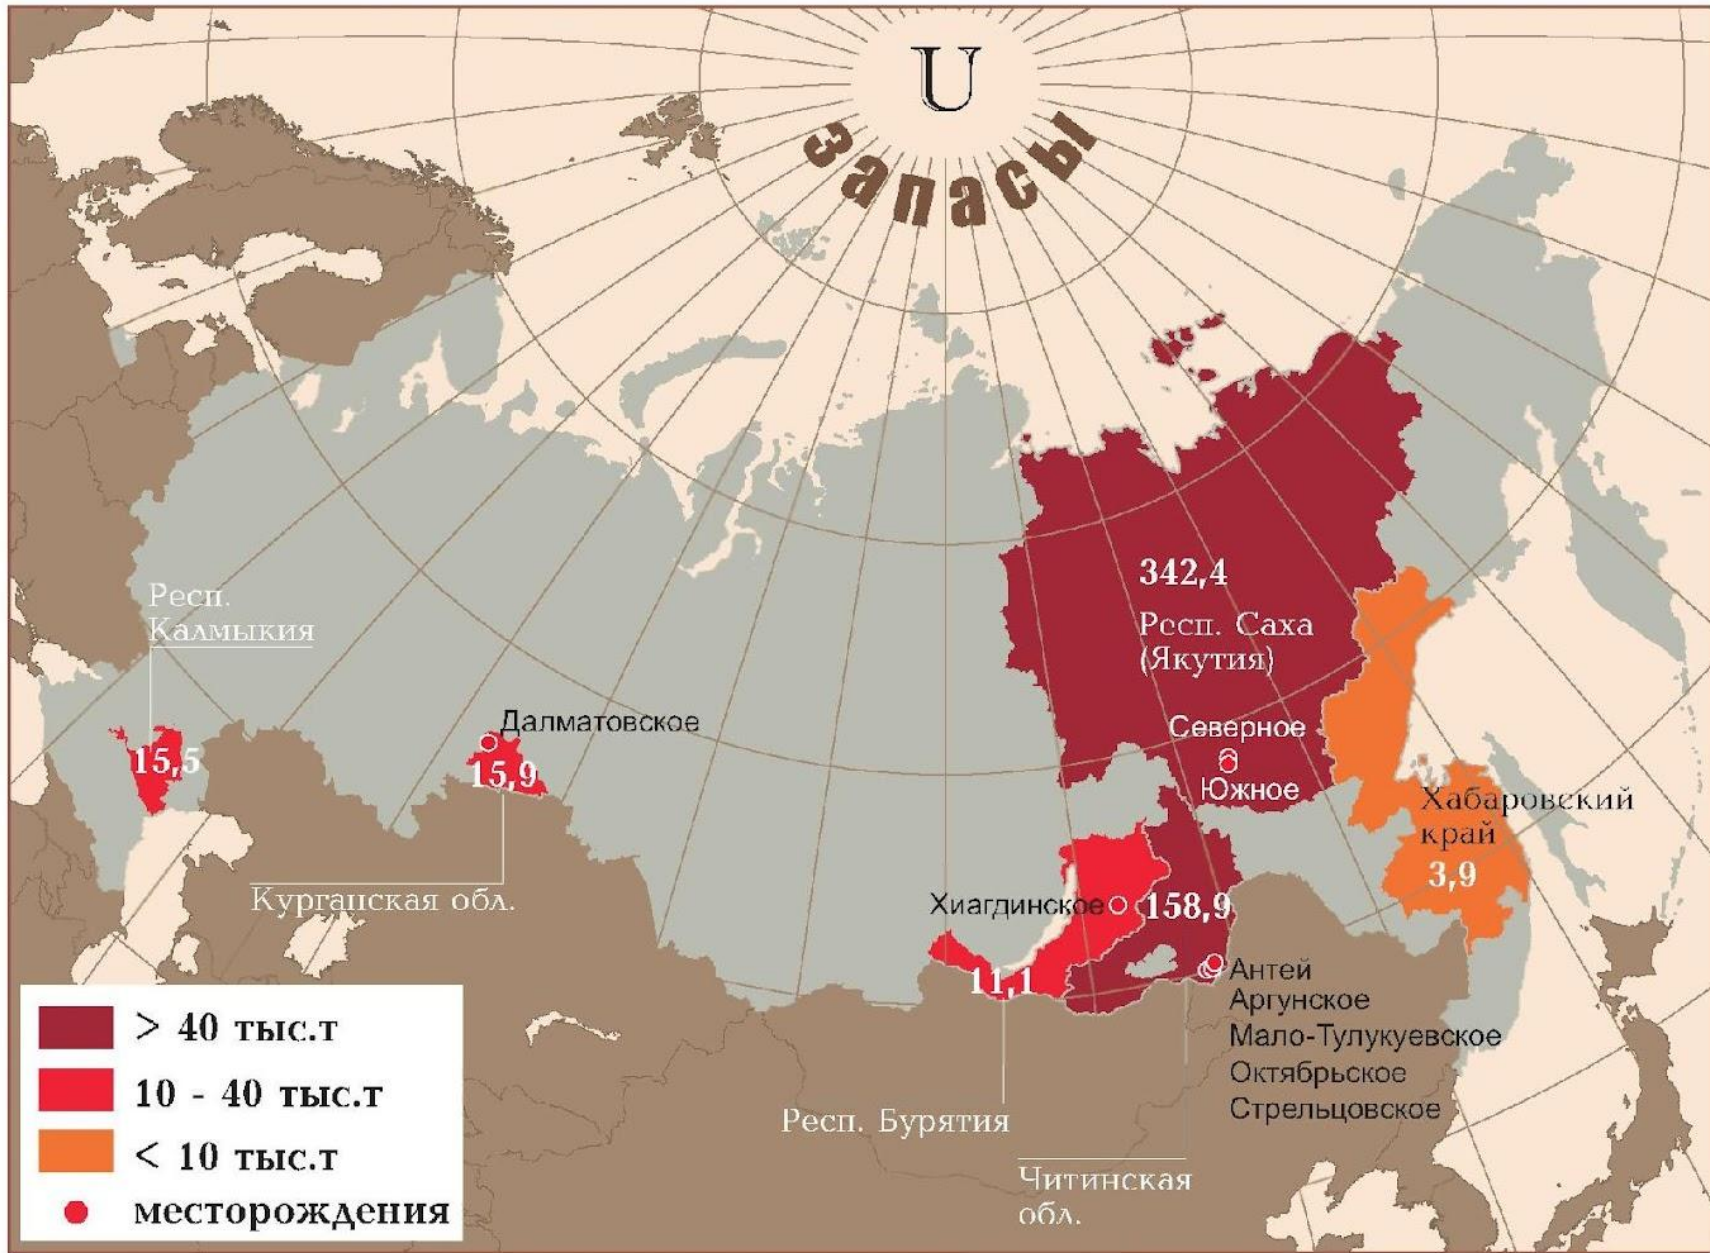 U
Запасы
342,4
Респ. Саха
(Якутия)
Респ.
Калмыкия
15,5
Далматовское
15,9
Курганская обл.
Северное
Южное
Хабаровский
край
3,9
Хиагдинское
158,9
11,1
Антей
Аргунское
Мало-Тулукуевское
Октябрьское
Стрельцовское
Респ. Бурятия
Читинская
обл.
> 40 тыс.т
10 - 40 тыс.т
< 10 тыс.т
месторождения